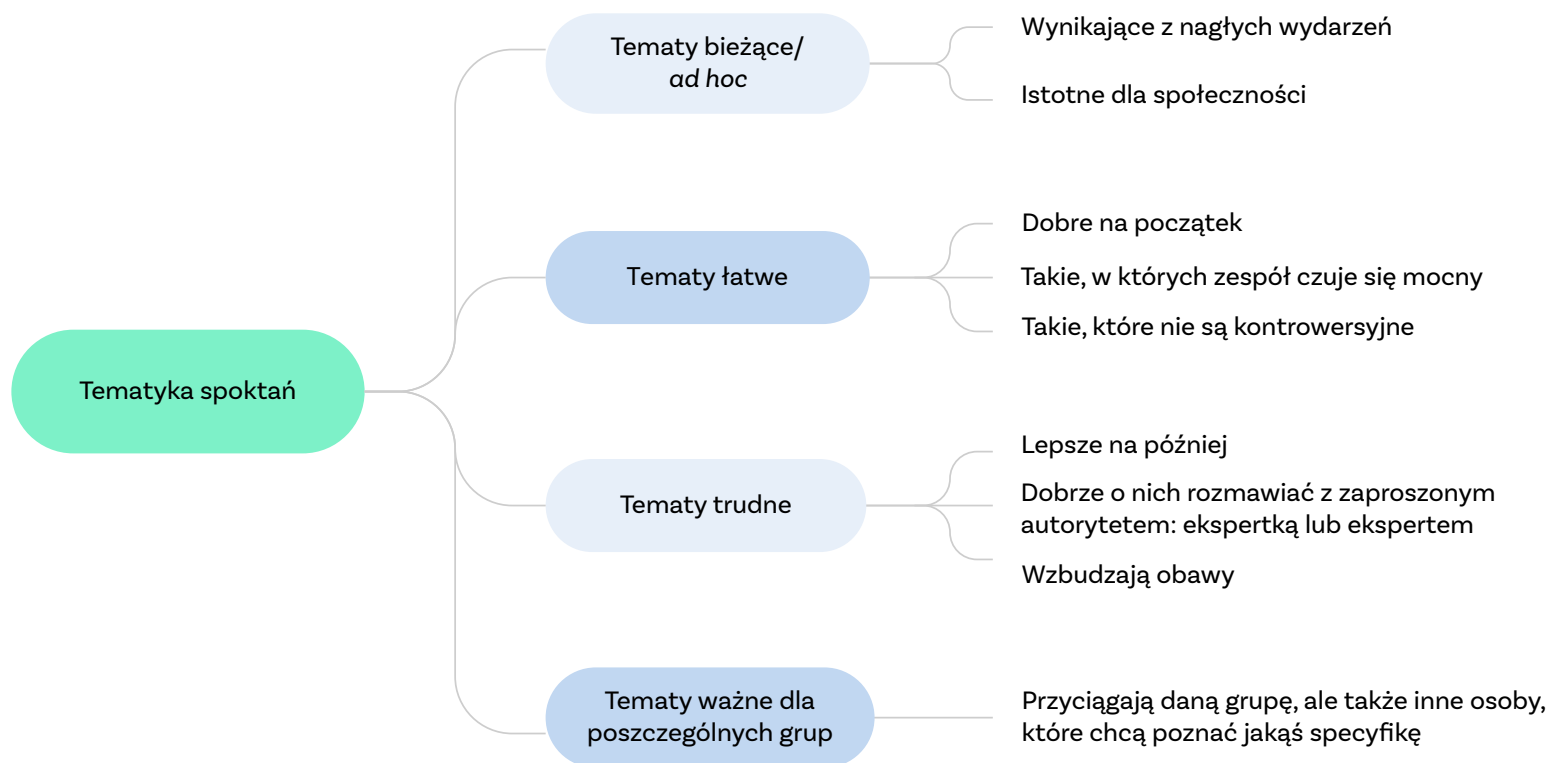 Tematyka spoktań
Tematy bieżące/
ad hoc
Wynikające z nagłych wydarzeń
Istotne dla społeczności
Tematy łatwe
Dobre na początek
Takie, w których zespół czuje się mocny
Takie, które nie są kontrowersyjne
Tematy trudne
Lepsze na później
Dobrze o nich rozmawiać z zaproszonym
autorytetem: ekspertką lub ekspertem
Wzbudzają obawy
Tematy ważne dla
poszczególnych grup
Przyciągają daną grupę, ale także inne osoby,
które chcą poznać jakąś specyfikę